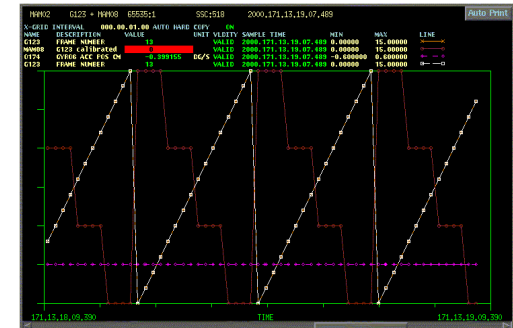 MAM02 G123 + MAM08 65535:1 SSC:518 2000.171.13.19.07.489 Auto Print
X-GRID INTERVAL 000.00.01.00 AUTO HARD COPY ON
NAME DESCRIPTION VALUE UNIT VLDITY SAMPLE TIME MIN MAX LINE
G123 FRAME NUMBER 13 VALID 2000.171.13.19.07.489 0.00000 15.00000
MAM08 G123 calibrated 0 VALID 2000.171.13.19.07.489 0.00000 15.00000
G174 GYROG ACC POS CM -0.399155 DG/S VALID 2000.171.13.19.07.489 -0.600000 0.600000
G123 FRAME NUMBER 13 VALID 2000.171.13.19.07.489 0.00000 15.00000
171.13.18.09.390 TIME 171.13.19.09.390